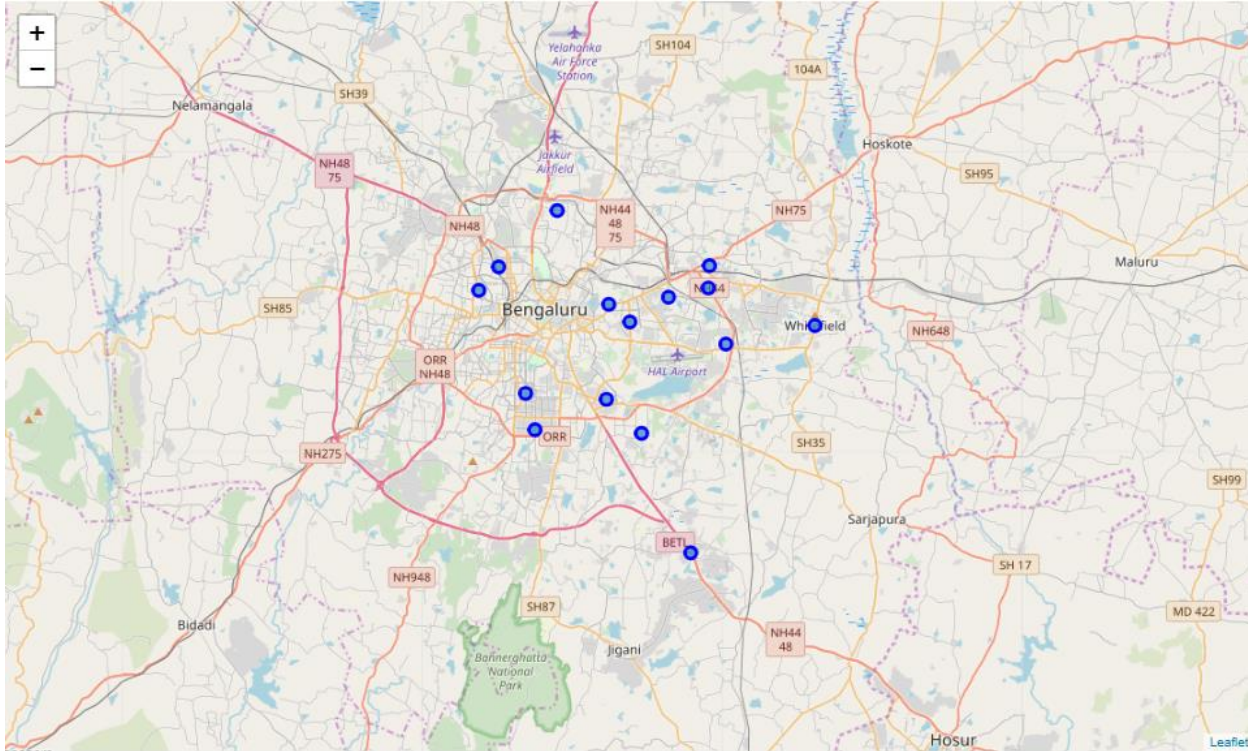 +
−
Yelahanka
Air Force
Station
SH104
104A
SH39
Nelamangala
Jakkur
Airfield
Hoskote
NH48
75
SH95
NH44
48
75
NH75
NH48
Maluru
SH85
Bengaluru
NH648
ORR
NH48
HAL Airport
ORR
SH35
NH275
SH99
Sarjapura
BETL
SH 17
NH948
SH87
MD 422
Bidadi
NH44
48
Jigani
Bannerghatta
National
Park
Hosur
Leaflet